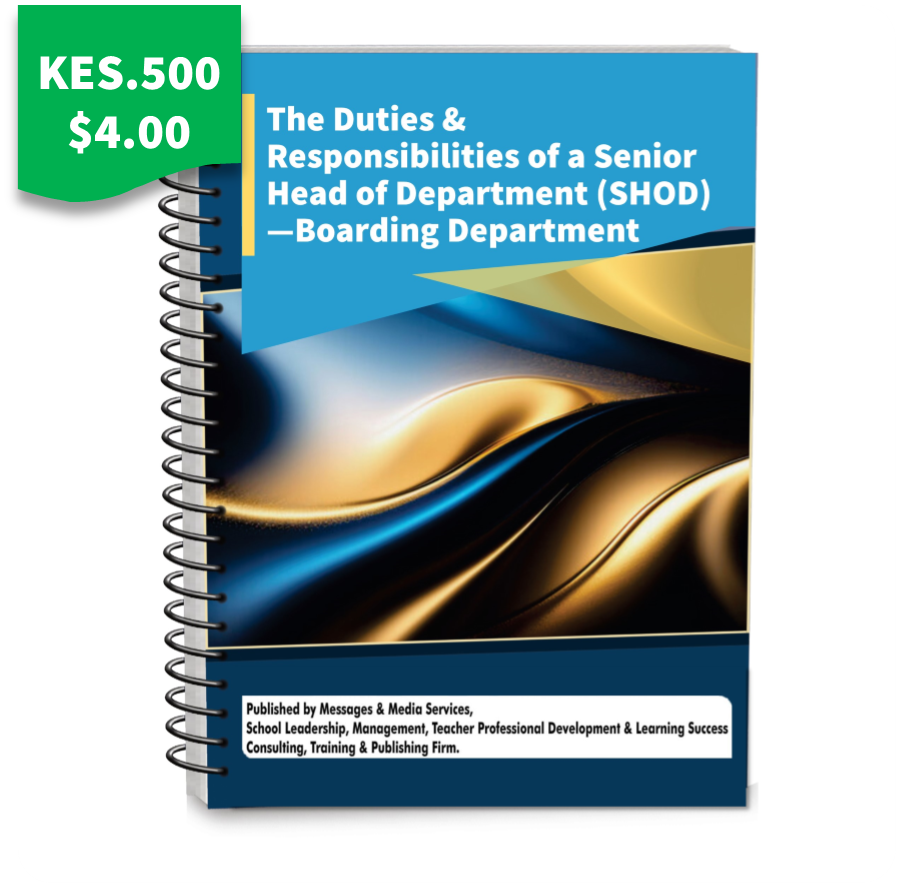 KES.500
$4.00
The Duties &
Responsibilities of a Senior
Head of Department (SHOD)
—Boarding Department
Published by Messages & Media Services,
School Leadership, Management, Teacher Professional Development & Learning Success
Consulting, Training & Publishing Firm.